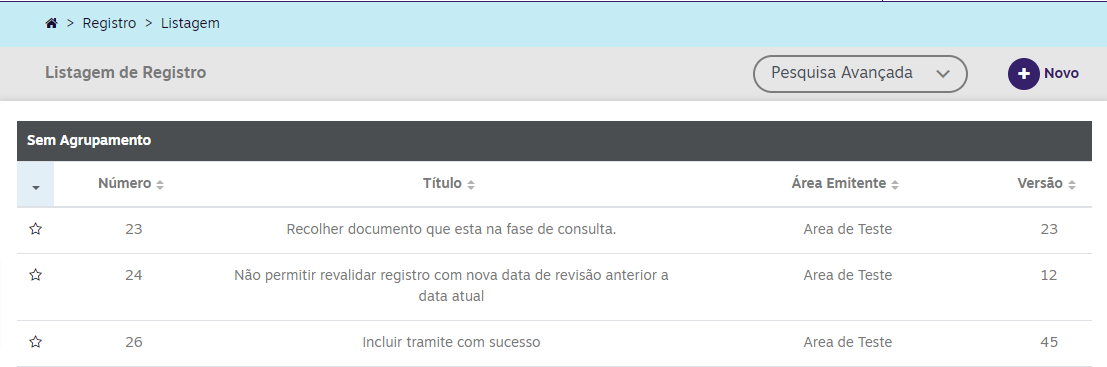 > Registro > Listagem
Listagem de Registro
Pesquisa Avançada
Novo
Sem Agrupamento
Número Título Área Emitente Versão
23 Recolher documento que esta na fase de consulta. Area de Teste 23
24 Não permitir revalidar registro com nova data de revisão anterior a Area de Teste 12
data atual
26 Incluir tramite com sucesso Area de Teste 45